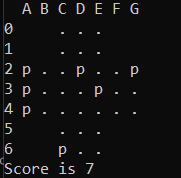 A B C D E F G
0     . . .
1     . . .
2 p . . p . . p
3 p . . . p . .
4 p . . . . . .
5     . . .
6     p . .
Score is 7